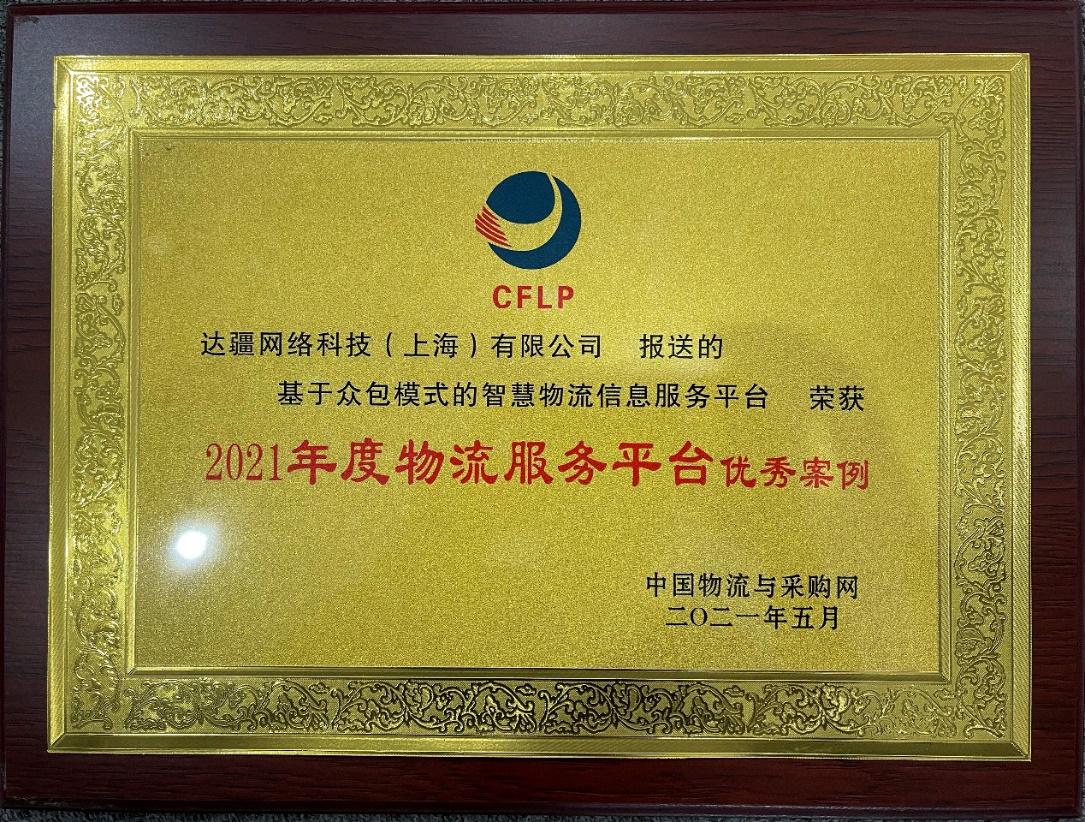 CFLP
达疆网络科技（上海）有限公司 报送的
基于众包模式的智慧物流信息服务平台 荣获
2021年度物流服务平台优秀案例
中国物流与采购网
二〇二一年五月